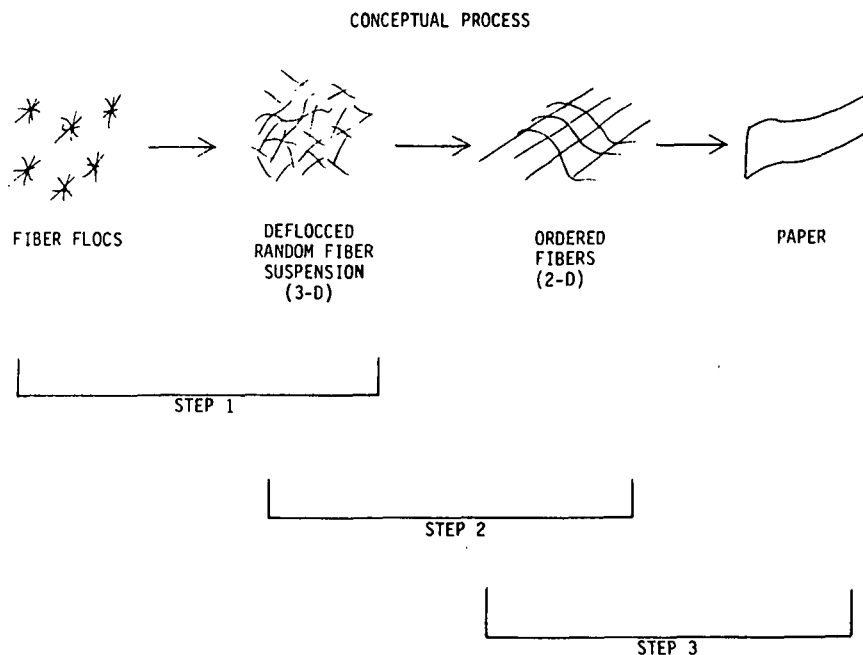 CONCEPTUAL PROCESS
FIBER FLOCS
DEFLOCCED
RANDOM FIBER
SUSPENSION
(3-D)
ORDERED
FIBERS
(2-D)
PAPER
STEP 1
STEP 2
STEP 3